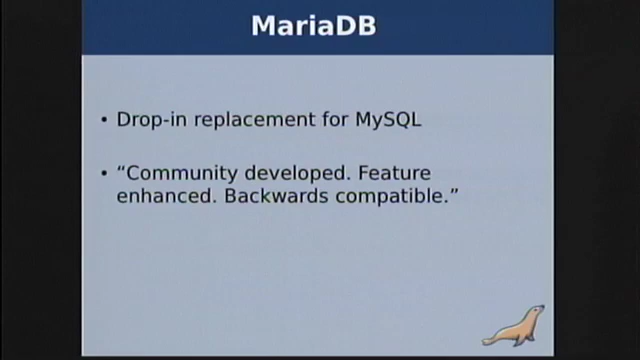 MariaDB
• Drop-in replacement for MySQL
• “Community developed. Feature
enhanced. Backwards compatible.”